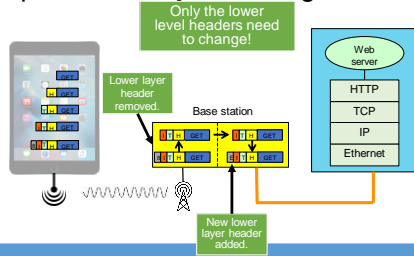 Only the lower
level headers need
to change!
Web
server
HTTP
TCP
IP
Ethernet
Lower layer
header
removed.
Base station
GET
H GET
T H GET
I T H GET
B I T H GET
I T H GET
I T H GET
B I T H GET
E I T H GET
New lower
layer header
added.